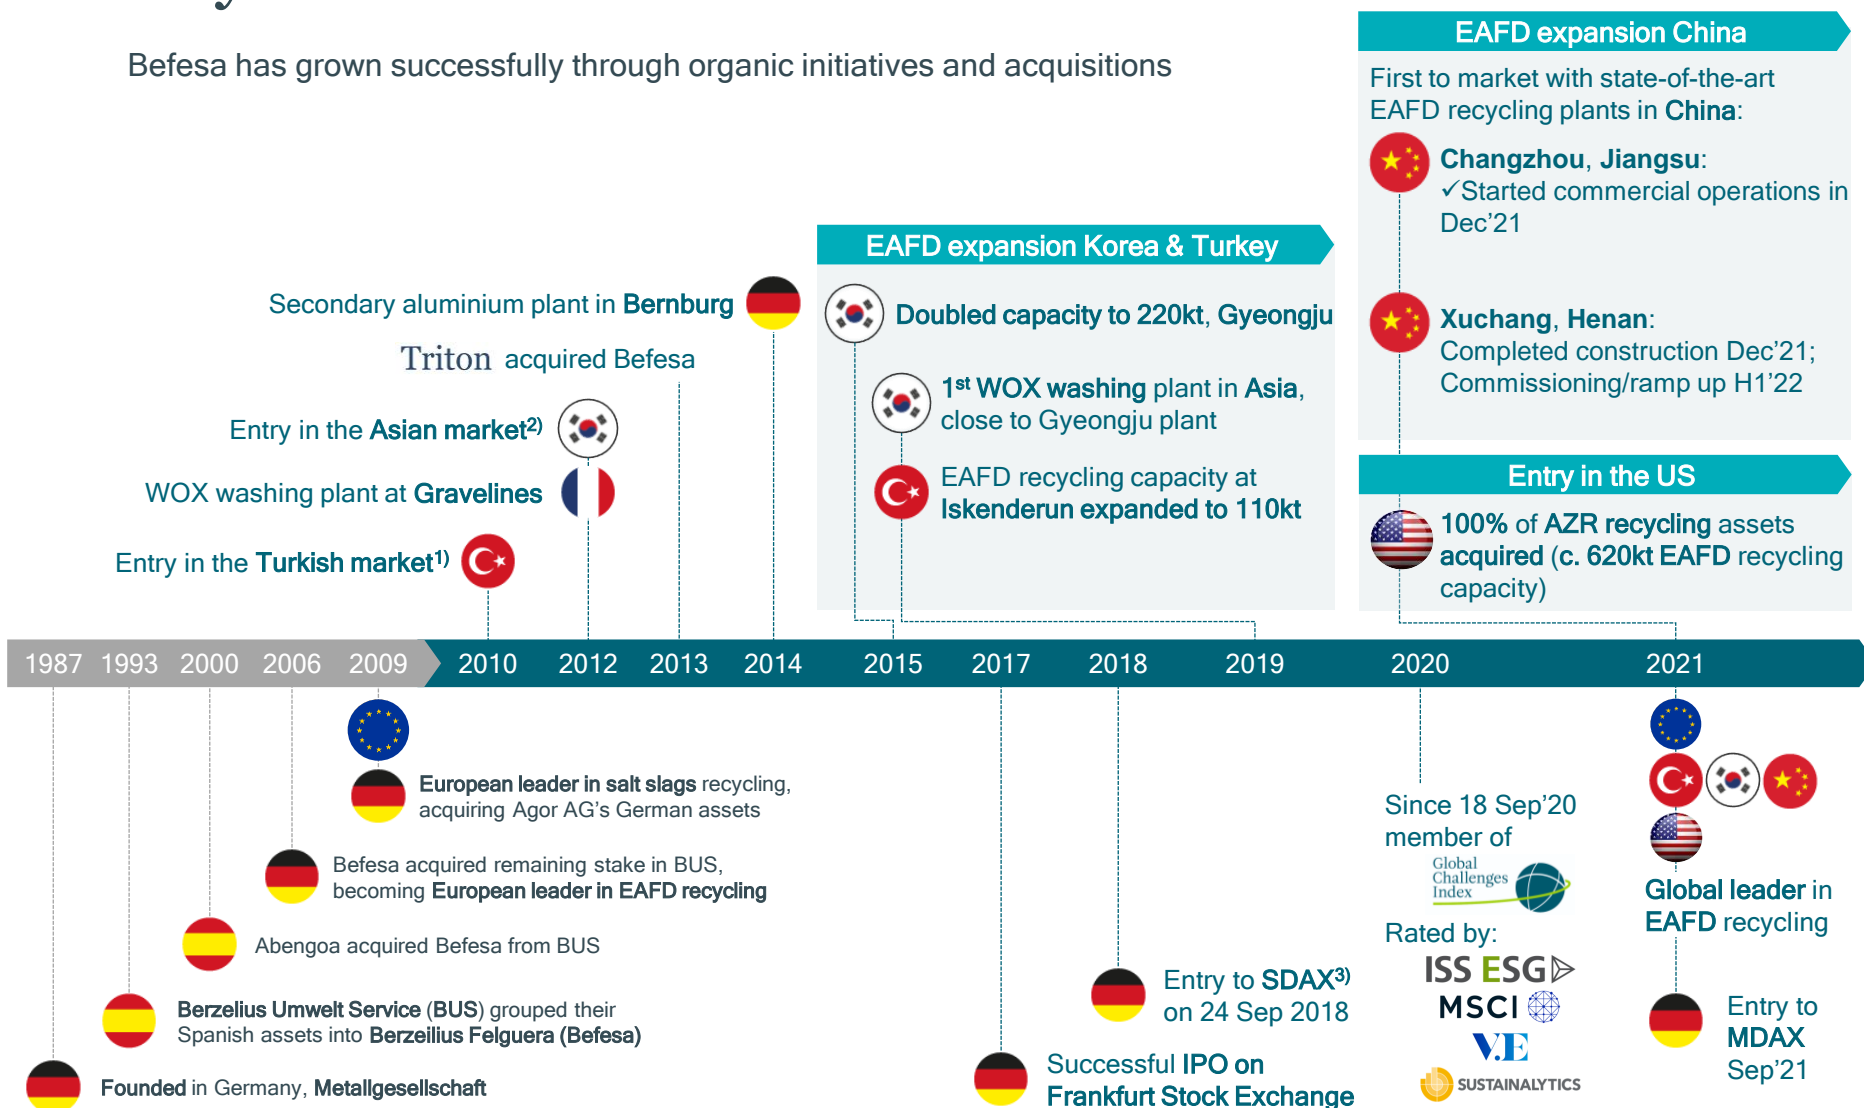 Befesa has grown successfully through organic initiatives and acquisitions
EAFD expansion China
First to market with state-of-the-art
EAFD recycling plants in China:
Changzhou, Jiangsu:
✓Started commercial operations in
Dec’21
Xuchang, Henan:
Completed construction Dec’21;
Commissioning/ramp up H1’22
Entry in the US
100% of AZR recycling assets
acquired (c. 620kt EAFD recycling
capacity)
EAFD expansion Korea & Turkey
Doubled capacity to 220kt, Gyeongju
1st WOX washing plant in Asia,
close to Gyeongju plant
EAFD recycling capacity at
Iskenderun expanded to 110kt
Secondary aluminium plant in Bernburg
Triton acquired Befesa
Entry in the Asian market2)
WOX washing plant at Gravelines
Entry in the Turkish market1)
1987 1993 2000 2006 2009 2010 2012 2013 2014 2015 2017 2018 2019 2020 2021
European leader in salt slags recycling,
acquiring Agor AG’s German assets
Befesa acquired remaining stake in BUS,
becoming European leader in EAFD recycling
Abengoa acquired Befesa from BUS
Berzelius Umwelt Service (BUS) grouped their
Spanish assets into Berzeilius Felguera (Befesa)
Founded in Germany, Metallgesellschaft
Successful IPO on
Frankfurt Stock Exchange
Entry to SDAX3)
on 24 Sep 2018
Since 18 Sep’20
member of
Global
Challenges
Index
Rated by:
ISS ESG
MSCI
V.E
SUSTAINALYTICS
Global leader in
EAFD recycling
Entry to
MDAX
Sep’21